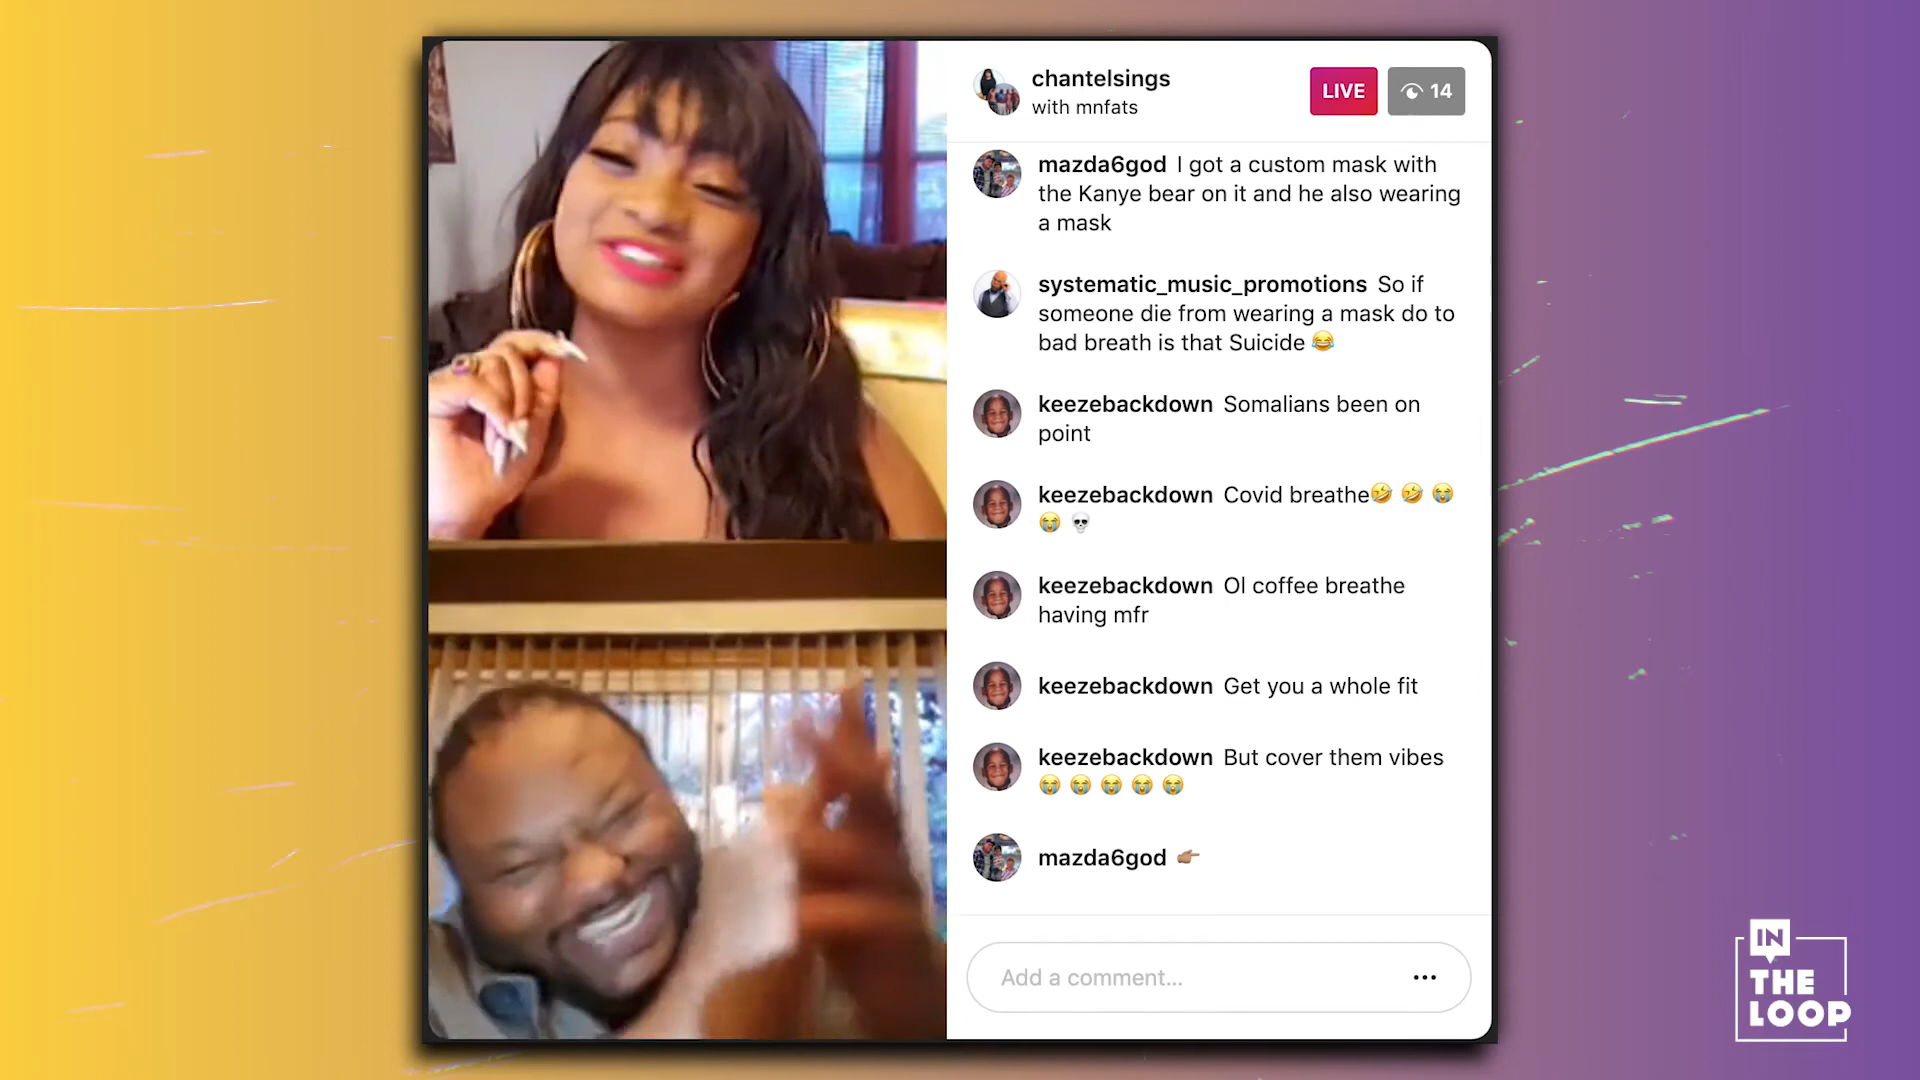 chantelsings
with mnfats
LIVE
14
mazda6god I got a custom mask with
the Kanye bear on it and he also wearing
a mask
systematic_music_promotions So if
someone die from wearing a mask do to
bad breath is that Suicide 😂
keezebackdown Somalians been on
point
keezebackdown Covid breathe🤣 🤣 😭
😭 💀
keezebackdown Ol coffee breathe
having mfr
keezebackdown Get you a whole fit
keezebackdown But cover them vibes
😭 😭 😭 😭 😭
mazda6god 👉🏽
Add a comment...
IN
THE
LOOP